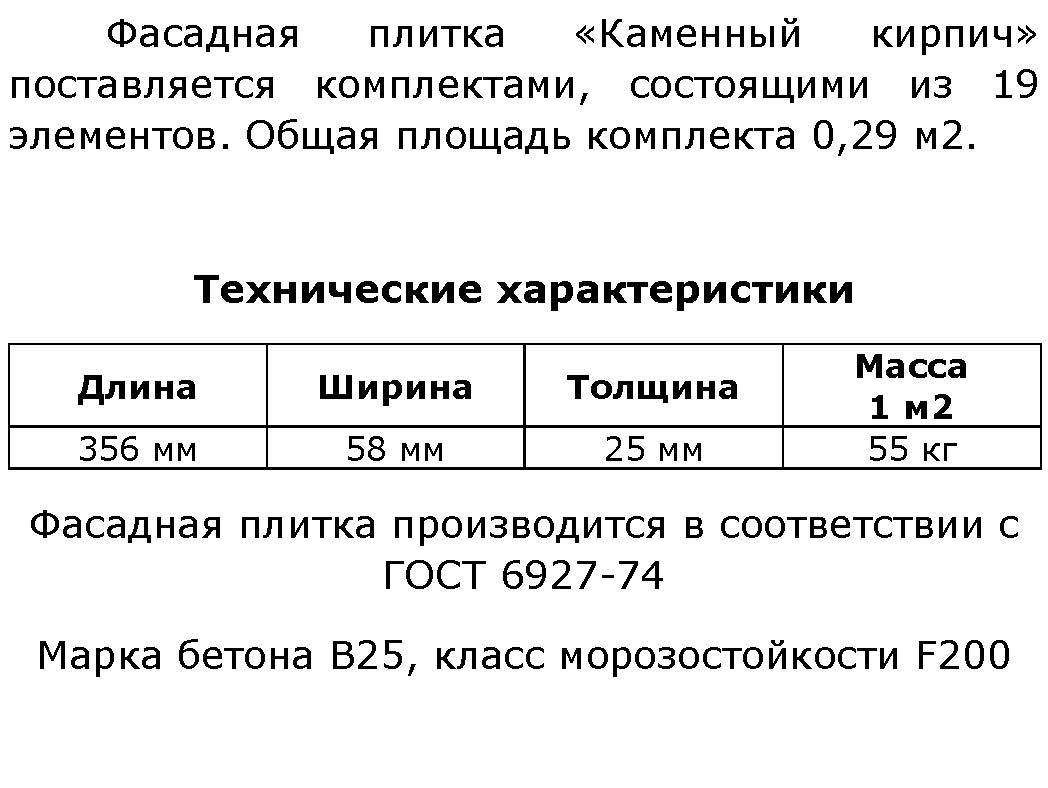 Фасадная плитка «Каменный кирпич»
поставляется комплектами, состоящими из 19
элементов. Общая площадь комплекта 0,29 м2.
Технические характеристики
Длина Ширина Толщина Масса 1 м2
356 мм 58 мм 25 мм 55 кг
Фасадная плитка производится в соответствии с
ГОСТ 6927-74
Марка бетона В25, класс морозостойкости F200